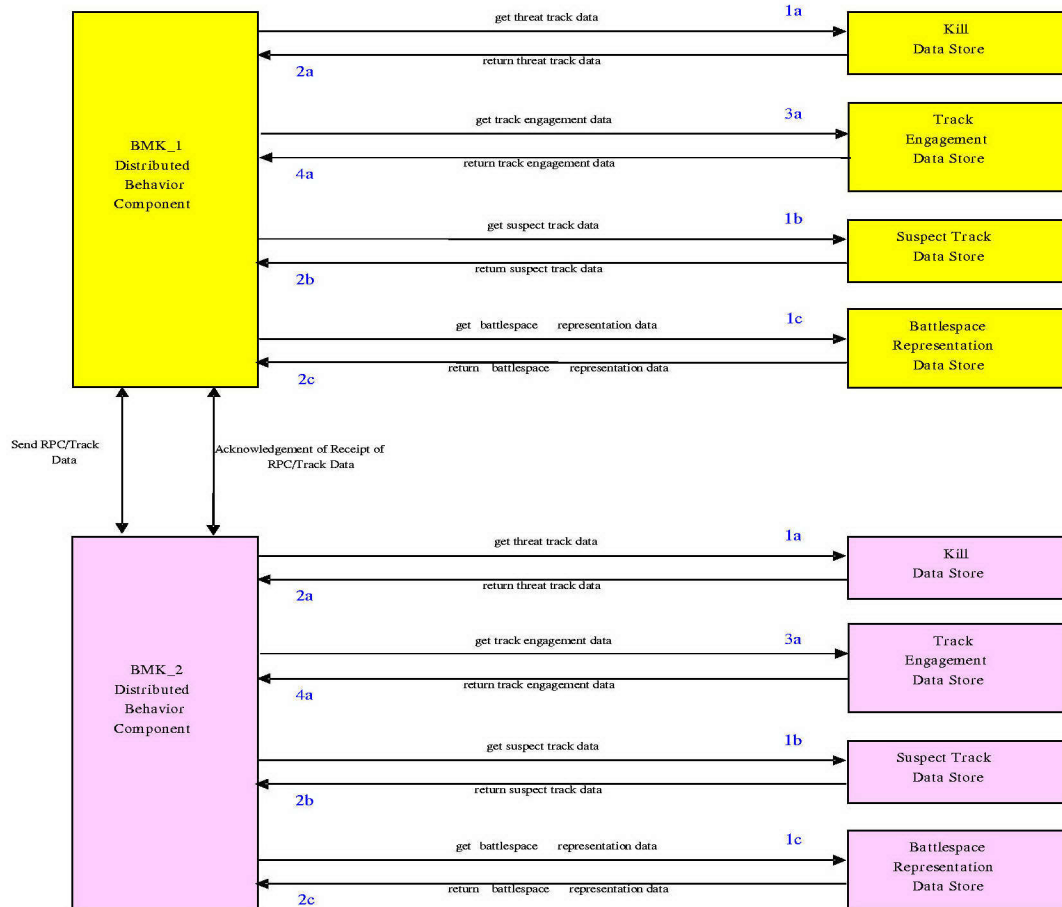 get threat track data
1a
Kill
Data Store
return threat track data
2a
BMK_1
Distributed
Behavior
Component
get track engagement data
3a
Track
Engagement
Data Store
return track engagement data
4a
get suspect track data
1b
Suspect Track
Data Store
return suspect track data
2b
get battlespace representation data
1c
Battlespace
Representation
Data Store
return battlespace representation data
2c
Send RPC/Track
Data
Acknowledgement of Receipt of
RPC/Track Data
get threat track data
1a
Kill
Data Store
return threat track data
2a
BMK_2
Distributed
Behavior
Component
get track engagement data
3a
Track
Engagement
Data Store
return track engagement data
4a
get suspect track data
1b
Suspect Track
Data Store
return suspect track data
2b
get battlespace representation data
1c
Battlespace
Representation
Data Store
return battlespace representation data
2c